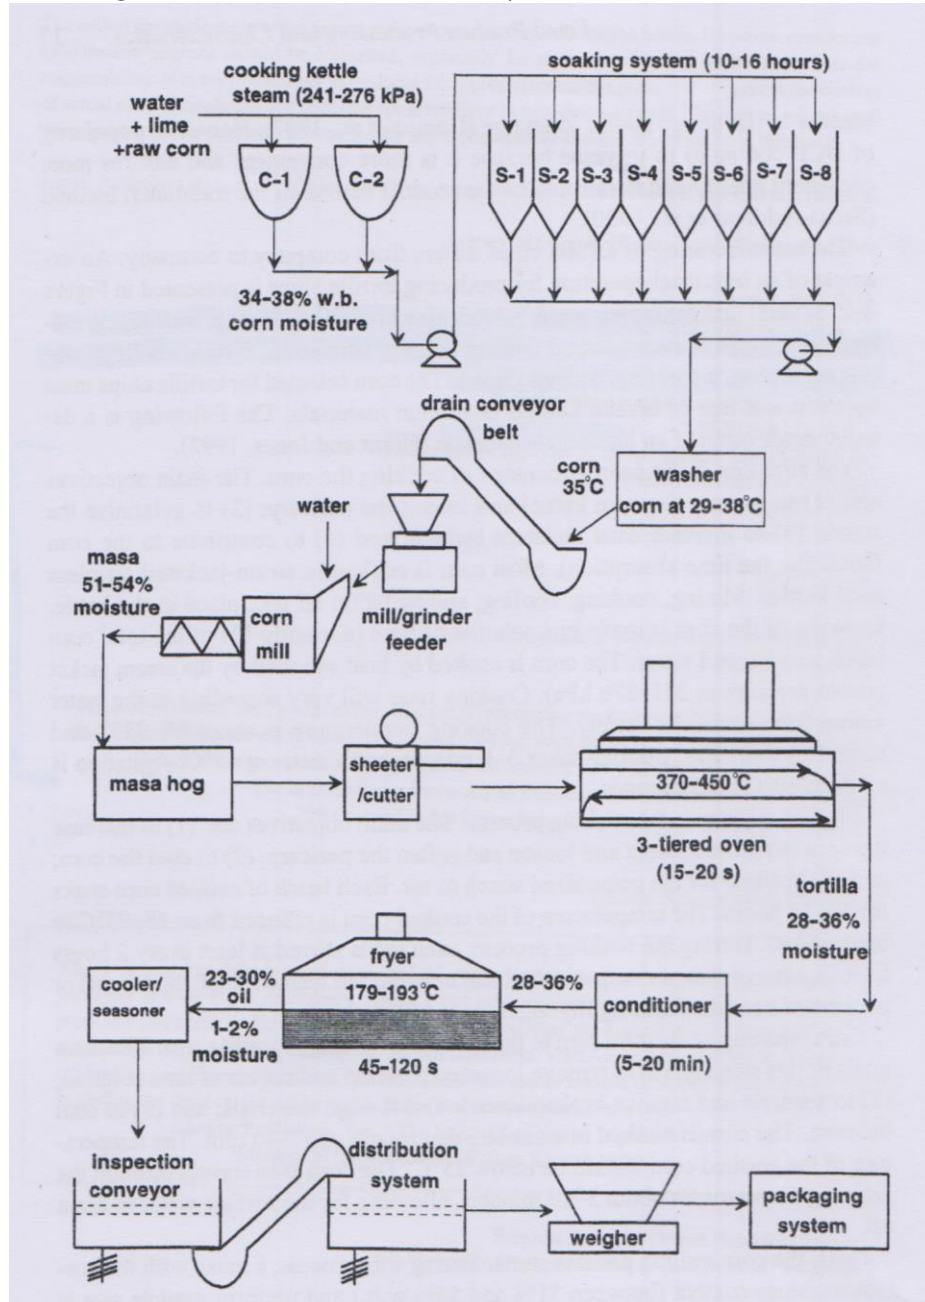 cooking kettle
steam (241-276 kPa)
soaking system (10-16 hours)
water
+ lime
+raw corn
C-1
C-2
S-1
S-2
S-3
S-4
S-5
S-6
S-7
S-8
34-38% w.b.
corn moisture
drain conveyor
belt
corn
35°C
washer
corn at 29-38°C
water
masa
51-54%
moisture
corn
mill
mill/grinder
feeder
masa hog
sheeter
/cutter
370-450°C
3-tiered oven
(15-20 s)
tortilla
28-36%
moisture
cooler/
seasoner
23-30%
oil
1-2%
moisture
fryer
179-193°C
45-120 s
28-36%
conditioner
(5-20 min)
inspection
conveyor
distribution
system
weigher
packaging
system